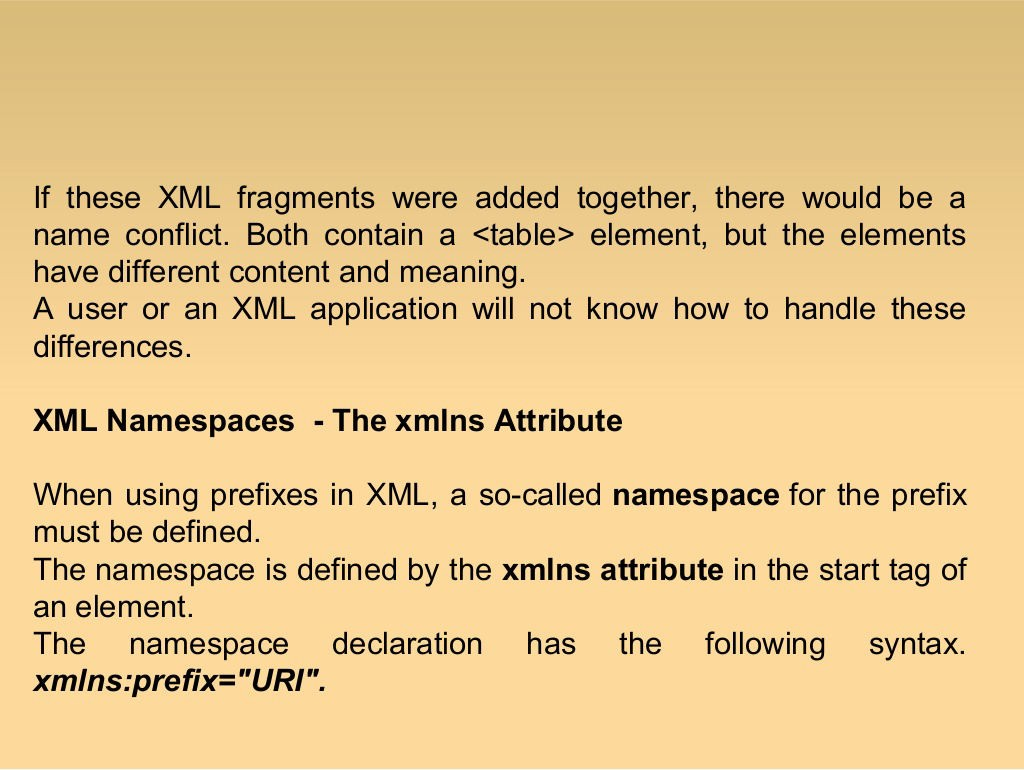 If these XML fragments were added together, there would be a
name conflict. Both contain a <table> element, but the elements
have different content and meaning.
A user or an XML application will not know how to handle these
differences.
XML Namespaces - The xmlns Attribute
When using prefixes in XML, a so-called namespace for the prefix
must be defined.
The namespace is defined by the xmlns attribute in the start tag of
an element.
The namespace declaration has the following syntax.
xmlns:prefix="URI".